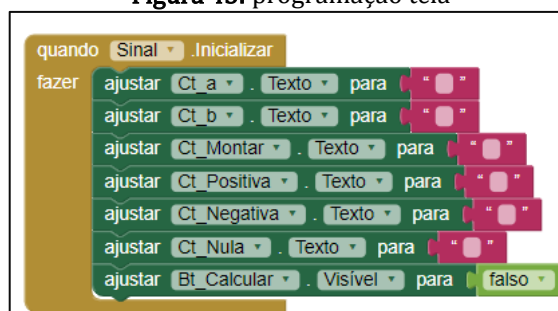 Figura 45: programação tela
quando Sinal .Inicializar
fazer ajustar Ct_a . Texto para " "
ajustar Ct_b . Texto para " "
ajustar Ct_Montar . Texto para " "
ajustar Ct_Positiva . Texto para " "
ajustar Ct_Negativa . Texto para " "
ajustar Ct_Nula . Texto para " "
ajustar Bt_Calcular . Visível para falso